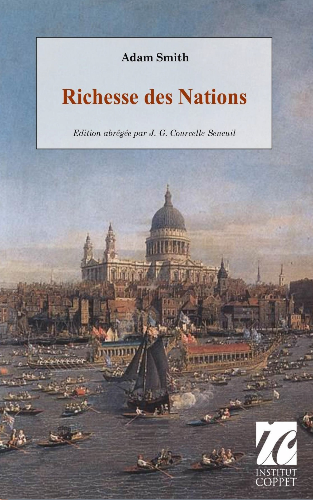 Adam Smith
Richesse des Nations
Edition abrégée par J. G. Courcelle Seneuil
INSTITUT
COPPET